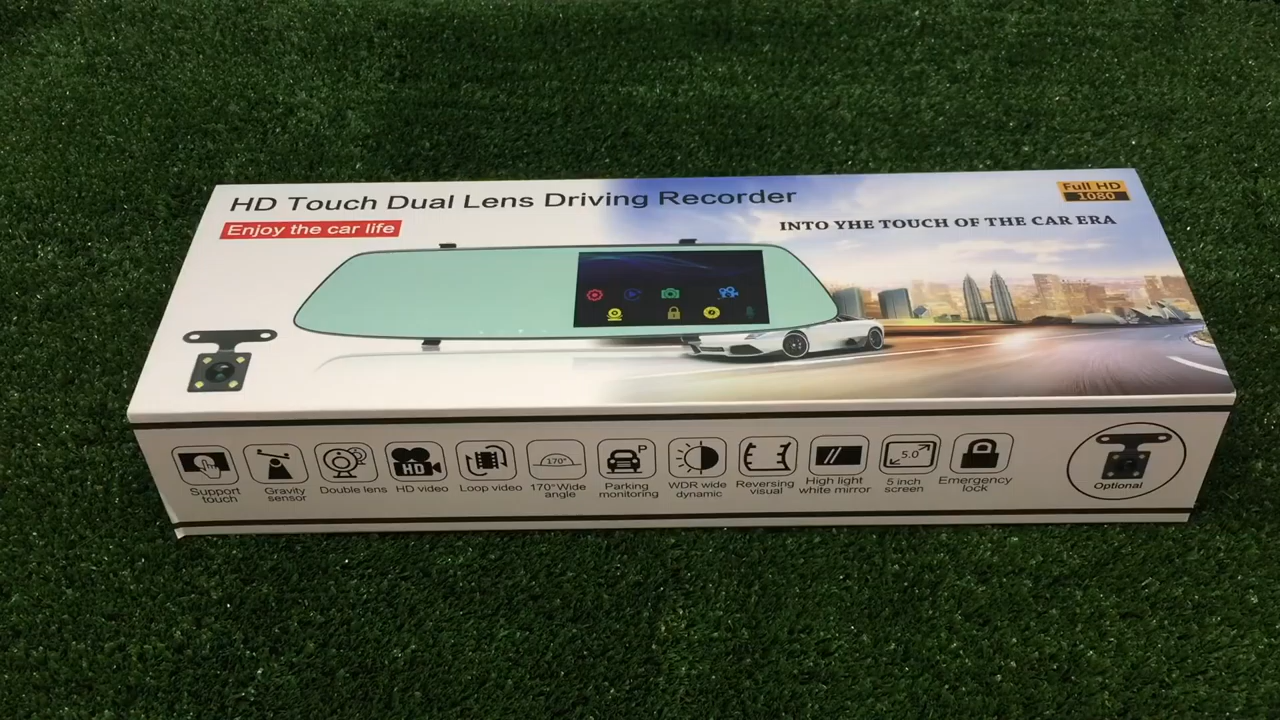 HD Touch Dual Lens Driving Recorder
Full HD
1080
Enjoy the car life
INTO YHE TOUCH OF THE CAR ERA
Support
touch
Gravity
sensor
Double lens
HD
HD video
Loop video
170°
170° Wide
angle
P
Parking
monitoring
WDR wide
dynamic
Reversing
visual
High light
white mirror
5.0"
5 inch
screen
Emergency
lock
Optional